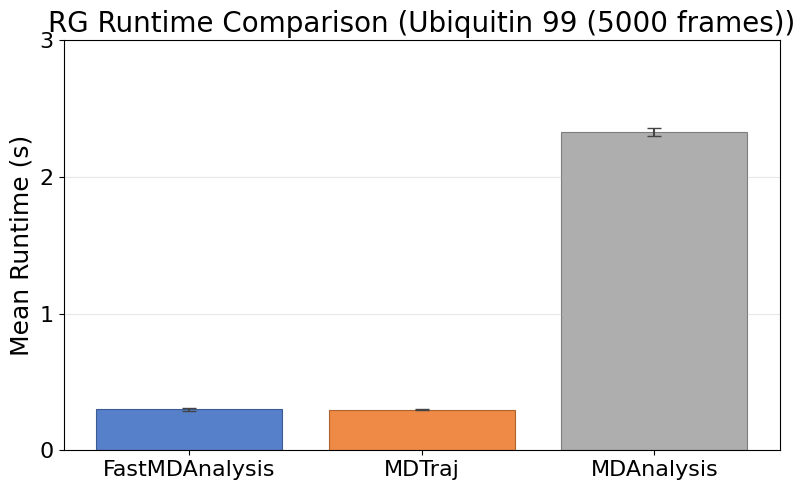 RG Runtime Comparison (Ubiquitin 99 (5000 frames))
Mean Runtime (s)
3
2
1
0
FastMDAnalysis
MDTraj
MDAnalysis